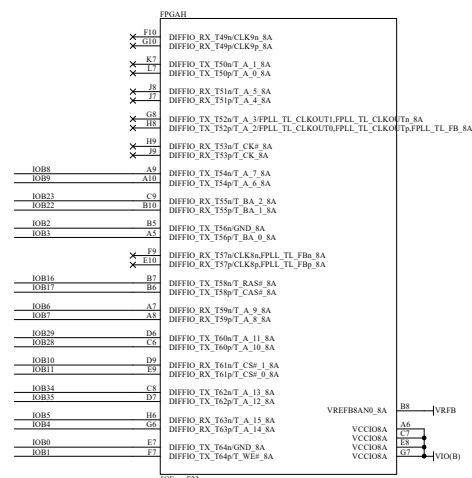 FPGAH
F10 DIFFIO_RX_T49n/CLK9n_8A
G10 DIFFIO_RX_T49p/CLK9p_8A
K7 DIFFIO_TX_T50n/T_A_1_8A
L7 DIFFIO_TX_T50p/T_A_0_8A
J8 DIFFIO_RX_T51n/T_A_5_8A
J7 DIFFIO_RX_T51p/T_A_4_8A
G8 DIFFIO_TX_T52n/T_A_3/FPLL_TL_CLKOUT1,FPLL_TL_CLKOUTn_8A
H8 DIFFIO_TX_T52p/T_A_2/FPLL_TL_CLKOUT0,FPLL_TL_CLKOUTp,FPLL_TL_FB_8A
H9 DIFFIO_RX_T53n/T_CK#_8A
J9 DIFFIO_RX_T53p/T_CK_8A
IOB8 A9 DIFFIO_TX_T54n/T_A_7_8A
IOB9 A10 DIFFIO_TX_T54p/T_A_6_8A
IOB23 C9 DIFFIO_RX_T55n/T_BA_2_8A
IOB22 B10 DIFFIO_RX_T55p/T_BA_1_8A
IOB2 B5 DIFFIO_TX_T56n/GND_8A
IOB3 A5 DIFFIO_TX_T56p/T_BA_0_8A
F9 DIFFIO_RX_T57n/CLK8n,FPLL_TL_FBn_8A
E10 DIFFIO_RX_T57p/CLK8p,FPLL_TL_FBp_8A
IOB16 B7 DIFFIO_TX_T58n/T_RAS#_8A
IOB17 B6 DIFFIO_TX_T58p/T_CAS#_8A
IOB6 A7 DIFFIO_RX_T59n/T_A_9_8A
IOB7 A8 DIFFIO_RX_T59p/T_A_8_8A
IOB29 D6 DIFFIO_TX_T60n/T_A_11_8A
IOB28 C6 DIFFIO_TX_T60p/T_A_10_8A
IOB10 D9 DIFFIO_RX_T61n/T_CS#_1_8A
IOB11 E9 DIFFIO_RX_T61p/T_CS#_0_8A
IOB34 C8 DIFFIO_TX_T62n/T_A_13_8A
IOB35 D7 DIFFIO_TX_T62p/T_A_12_8A
VREFB8AN0_8A B8 VRFB
IOB5 H6 DIFFIO_RX_T63n/T_A_15_8A
IOB4 G6 DIFFIO_RX_T63p/T_A_14_8A
VCCIO8A A6
VCCIO8A C7
IOB0 E7 DIFFIO_TX_T64n/GND_8A VCCIO8A E8
IOB1 F7 DIFFIO_TX_T64p/T_WE#_8A VCCIO8A G7 VIO(B)